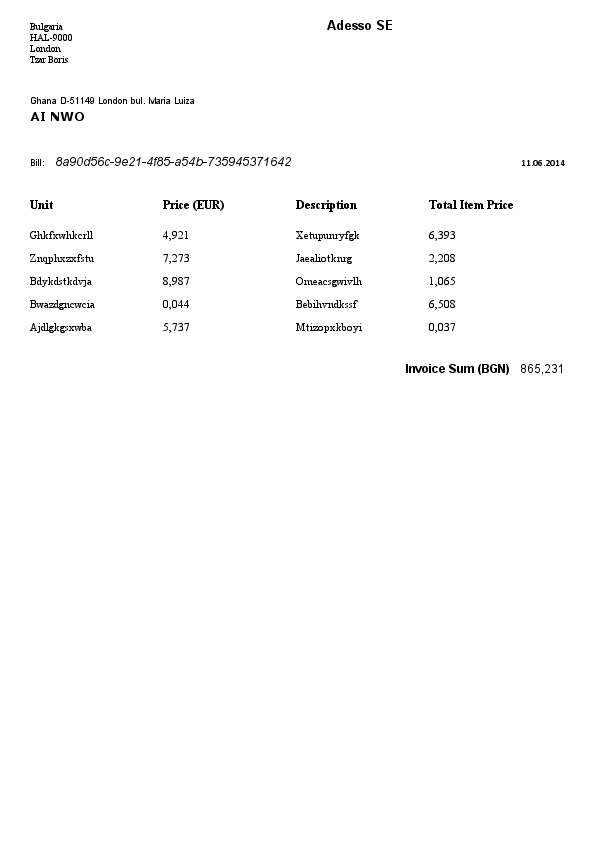 Bulgaria
HAL-9000
London
Tzar Boris
Adesso SE
Ghana D-51149 London bul. Maria Luiza
AI NWO
Bill: 8a90d56c-9e21-4f85-a54b-735945371642 11.06.2014
Unit Price (EUR) Description Total Item Price
Ghkfxwhkcrll 4,921 Xetupunryfgk 6,393
Znqphxzxfstu 7,273 Jaealiotknrg 2,208
Bdykdstkdvja 8,987 Omeacsgwivlh 1,065
Bwazdgncwcia 0,044 Bebihvndkssf 6,508
Ajdlgkgsxwba 5,737 Mtizopxkboyi 0,037
Invoice Sum (BGN) 865,231